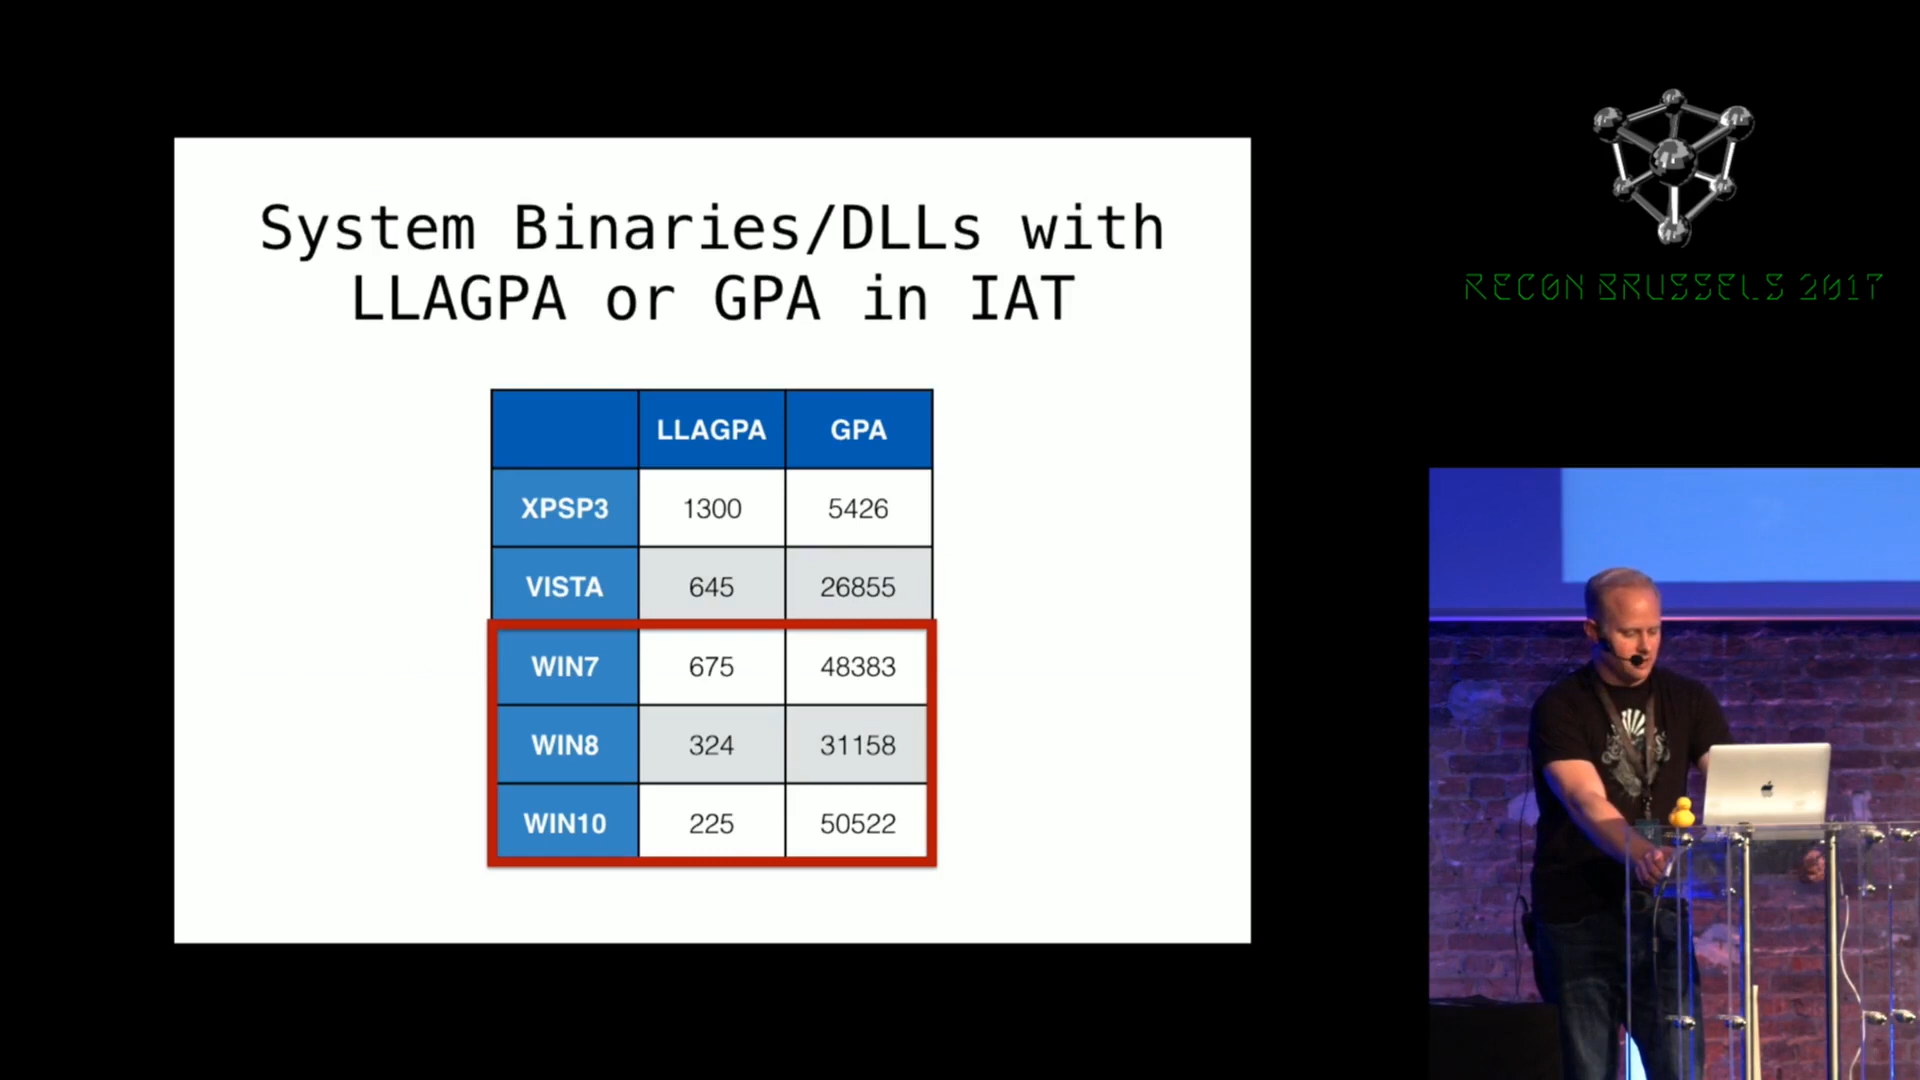 System Binaries/DLLs with
LLAGPA or GPA in IAT
LLAGPA GPA
XPSP3 1300 5426
VISTA 645 26855
WIN7 675 48383
WIN8 324 31158
WIN10 225 50522
RECON BRUSSELS 2017